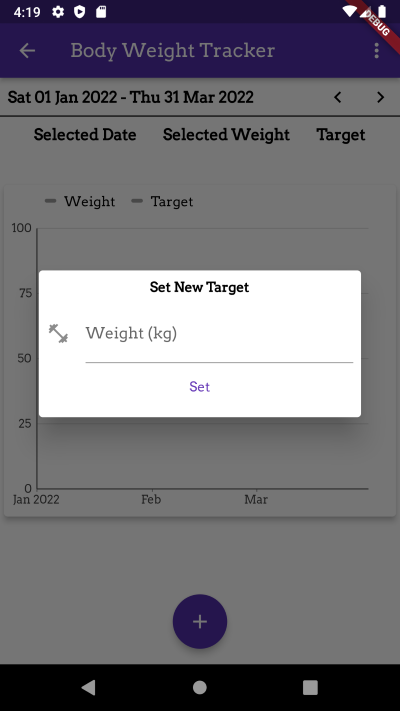 4:19
DEBUG
Body Weight Tracker
Sat 01 Jan 2022 - Thu 31 Mar 2022
Selected Date Selected Weight Target
Weight Target
100
75
Set New Target
Weight (kg)
50
Set
25
0
Jan 2022 Feb Mar